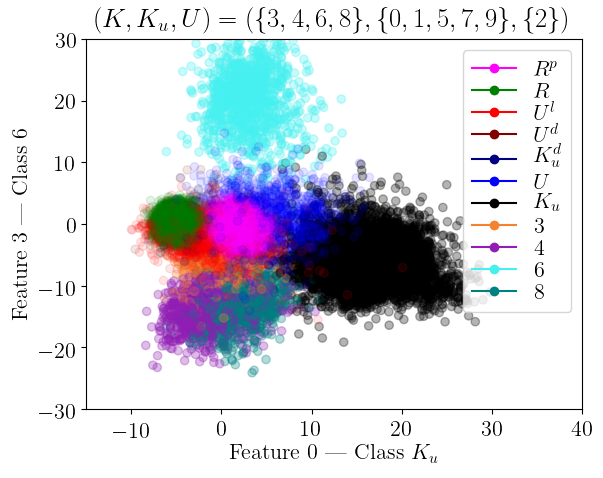 (K, K_u, U) = ({3, 4, 6, 8}, {0, 1, 5, 7, 9}, {2})
30
20
10
0
−10
−20
−30
Feature 3 — Class 6
R^p
R
U^l
U^d
K_u^d
U
K_u
3
4
6
8
−10 0 10 20 30 40
Feature 0 — Class K_u